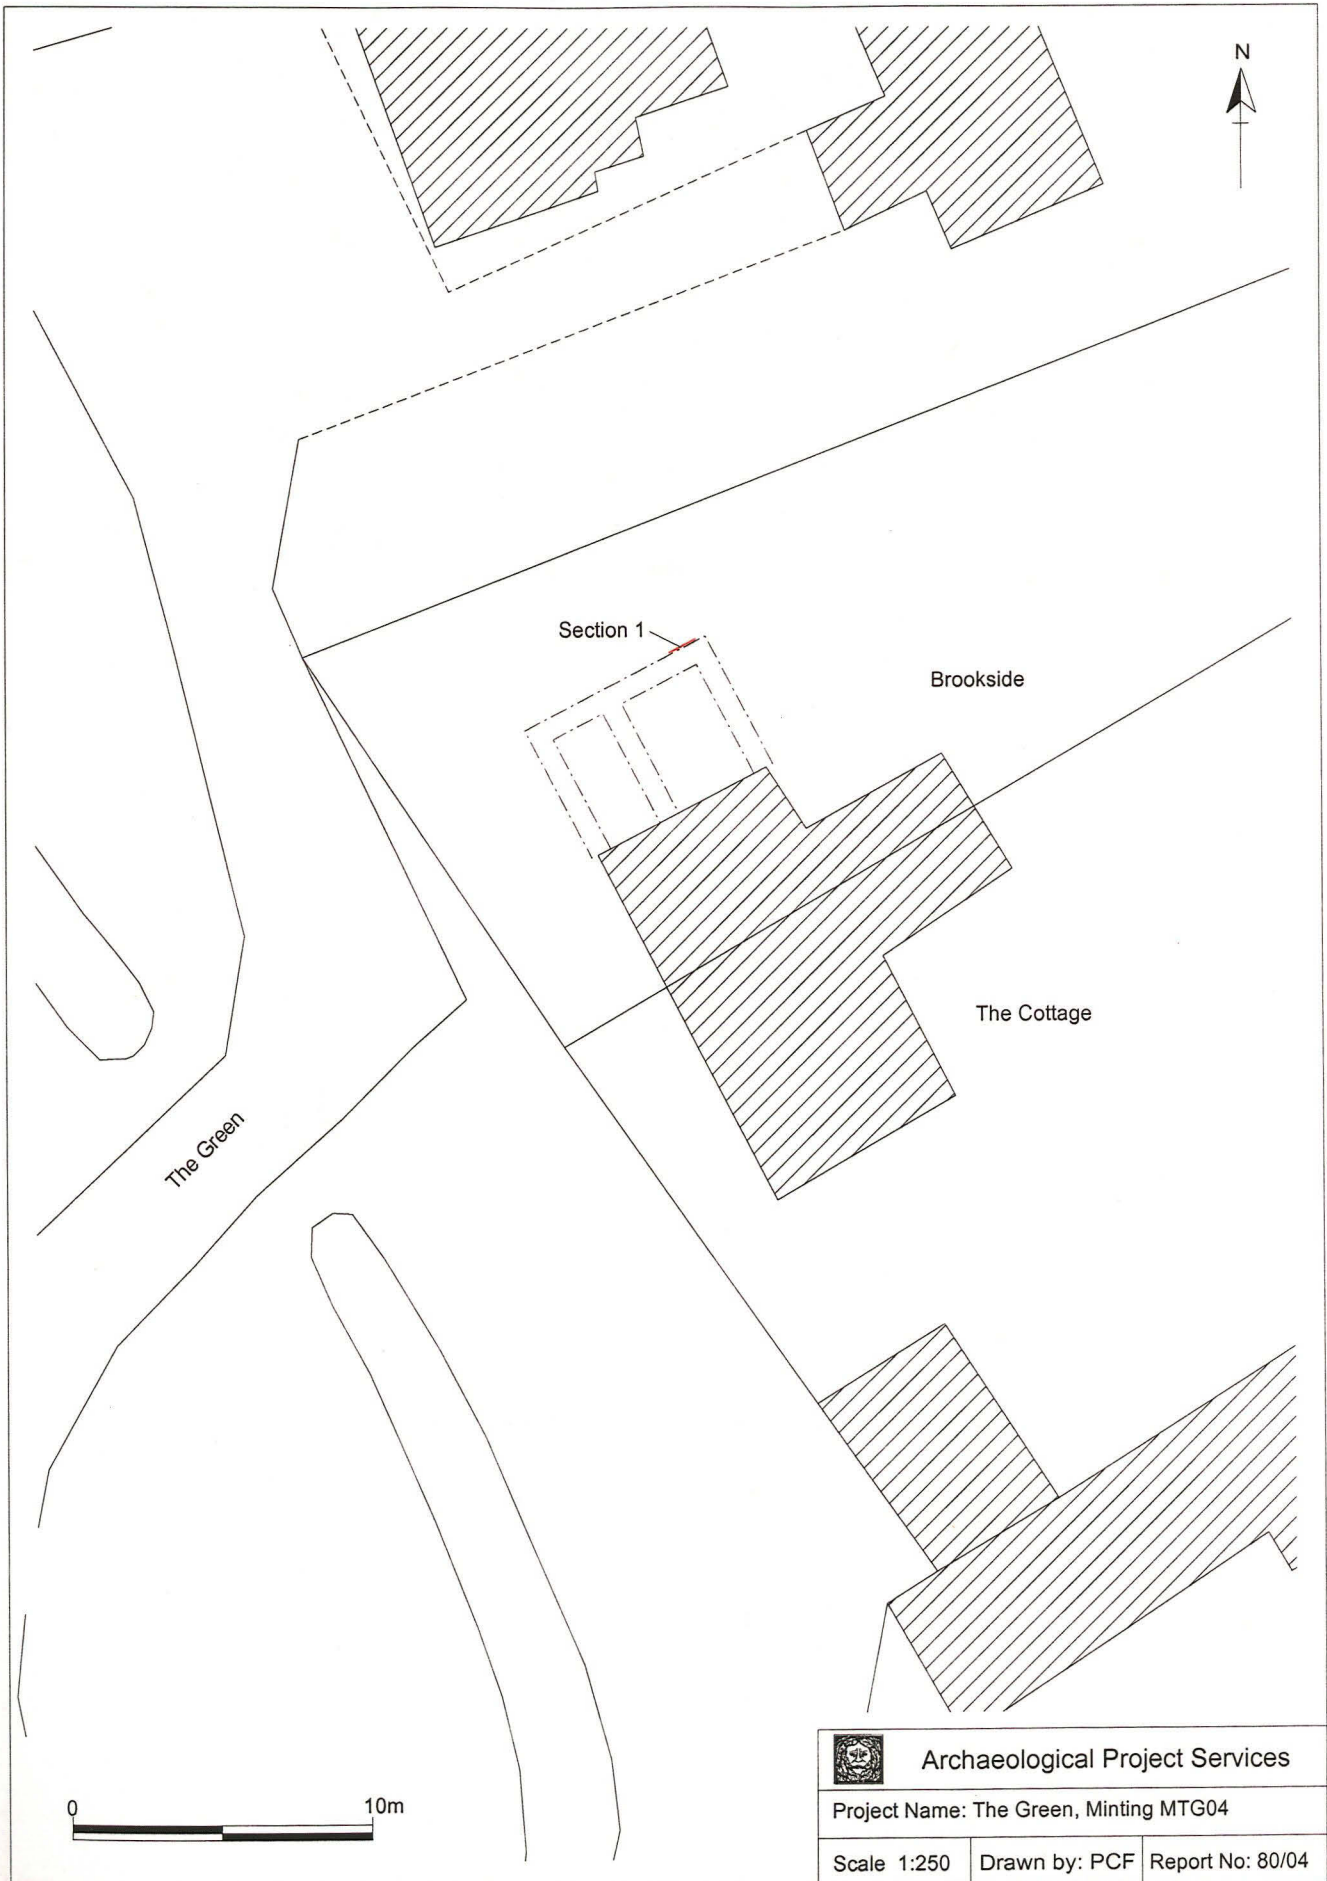 N
Section 1
Brookside
The Cottage
The Green
0 10m
Archaeological Project Services
Project Name: The Green, Minting MTG04
Scale 1:250 Drawn by: PCF Report No: 80/04